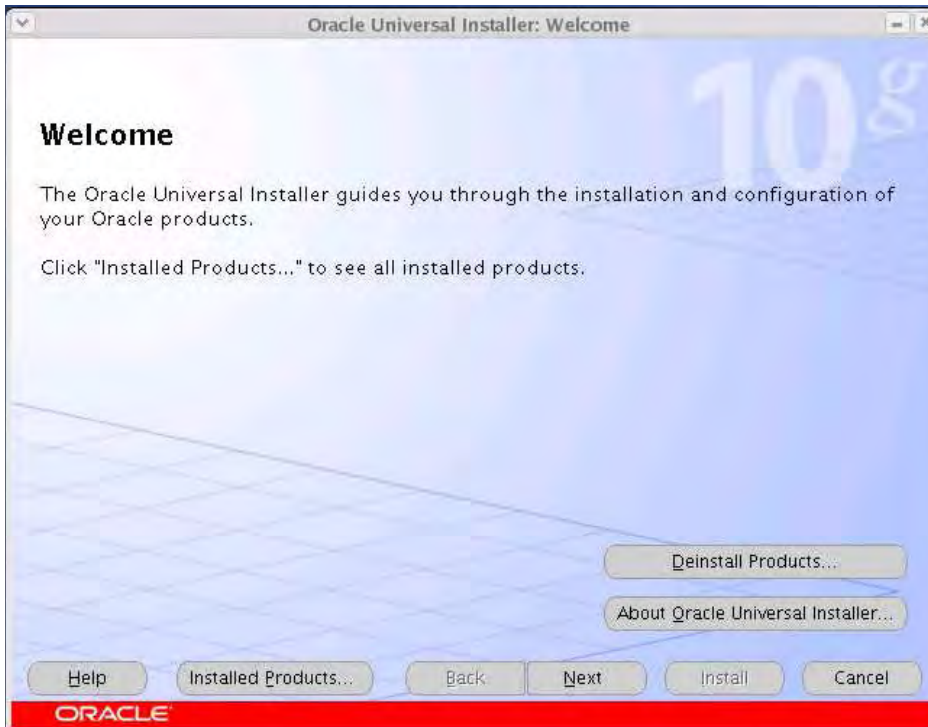 Oracle Universal Installer: Welcome
10g
Welcome
The Oracle Universal Installer guides you through the installation and configuration of
your Oracle products.
Click "Installed Products..." to see all installed products.
Deinstall Products...
About Oracle Universal Installer...
Help
Installed Products...
Back
Next
Install
Cancel
ORACLE